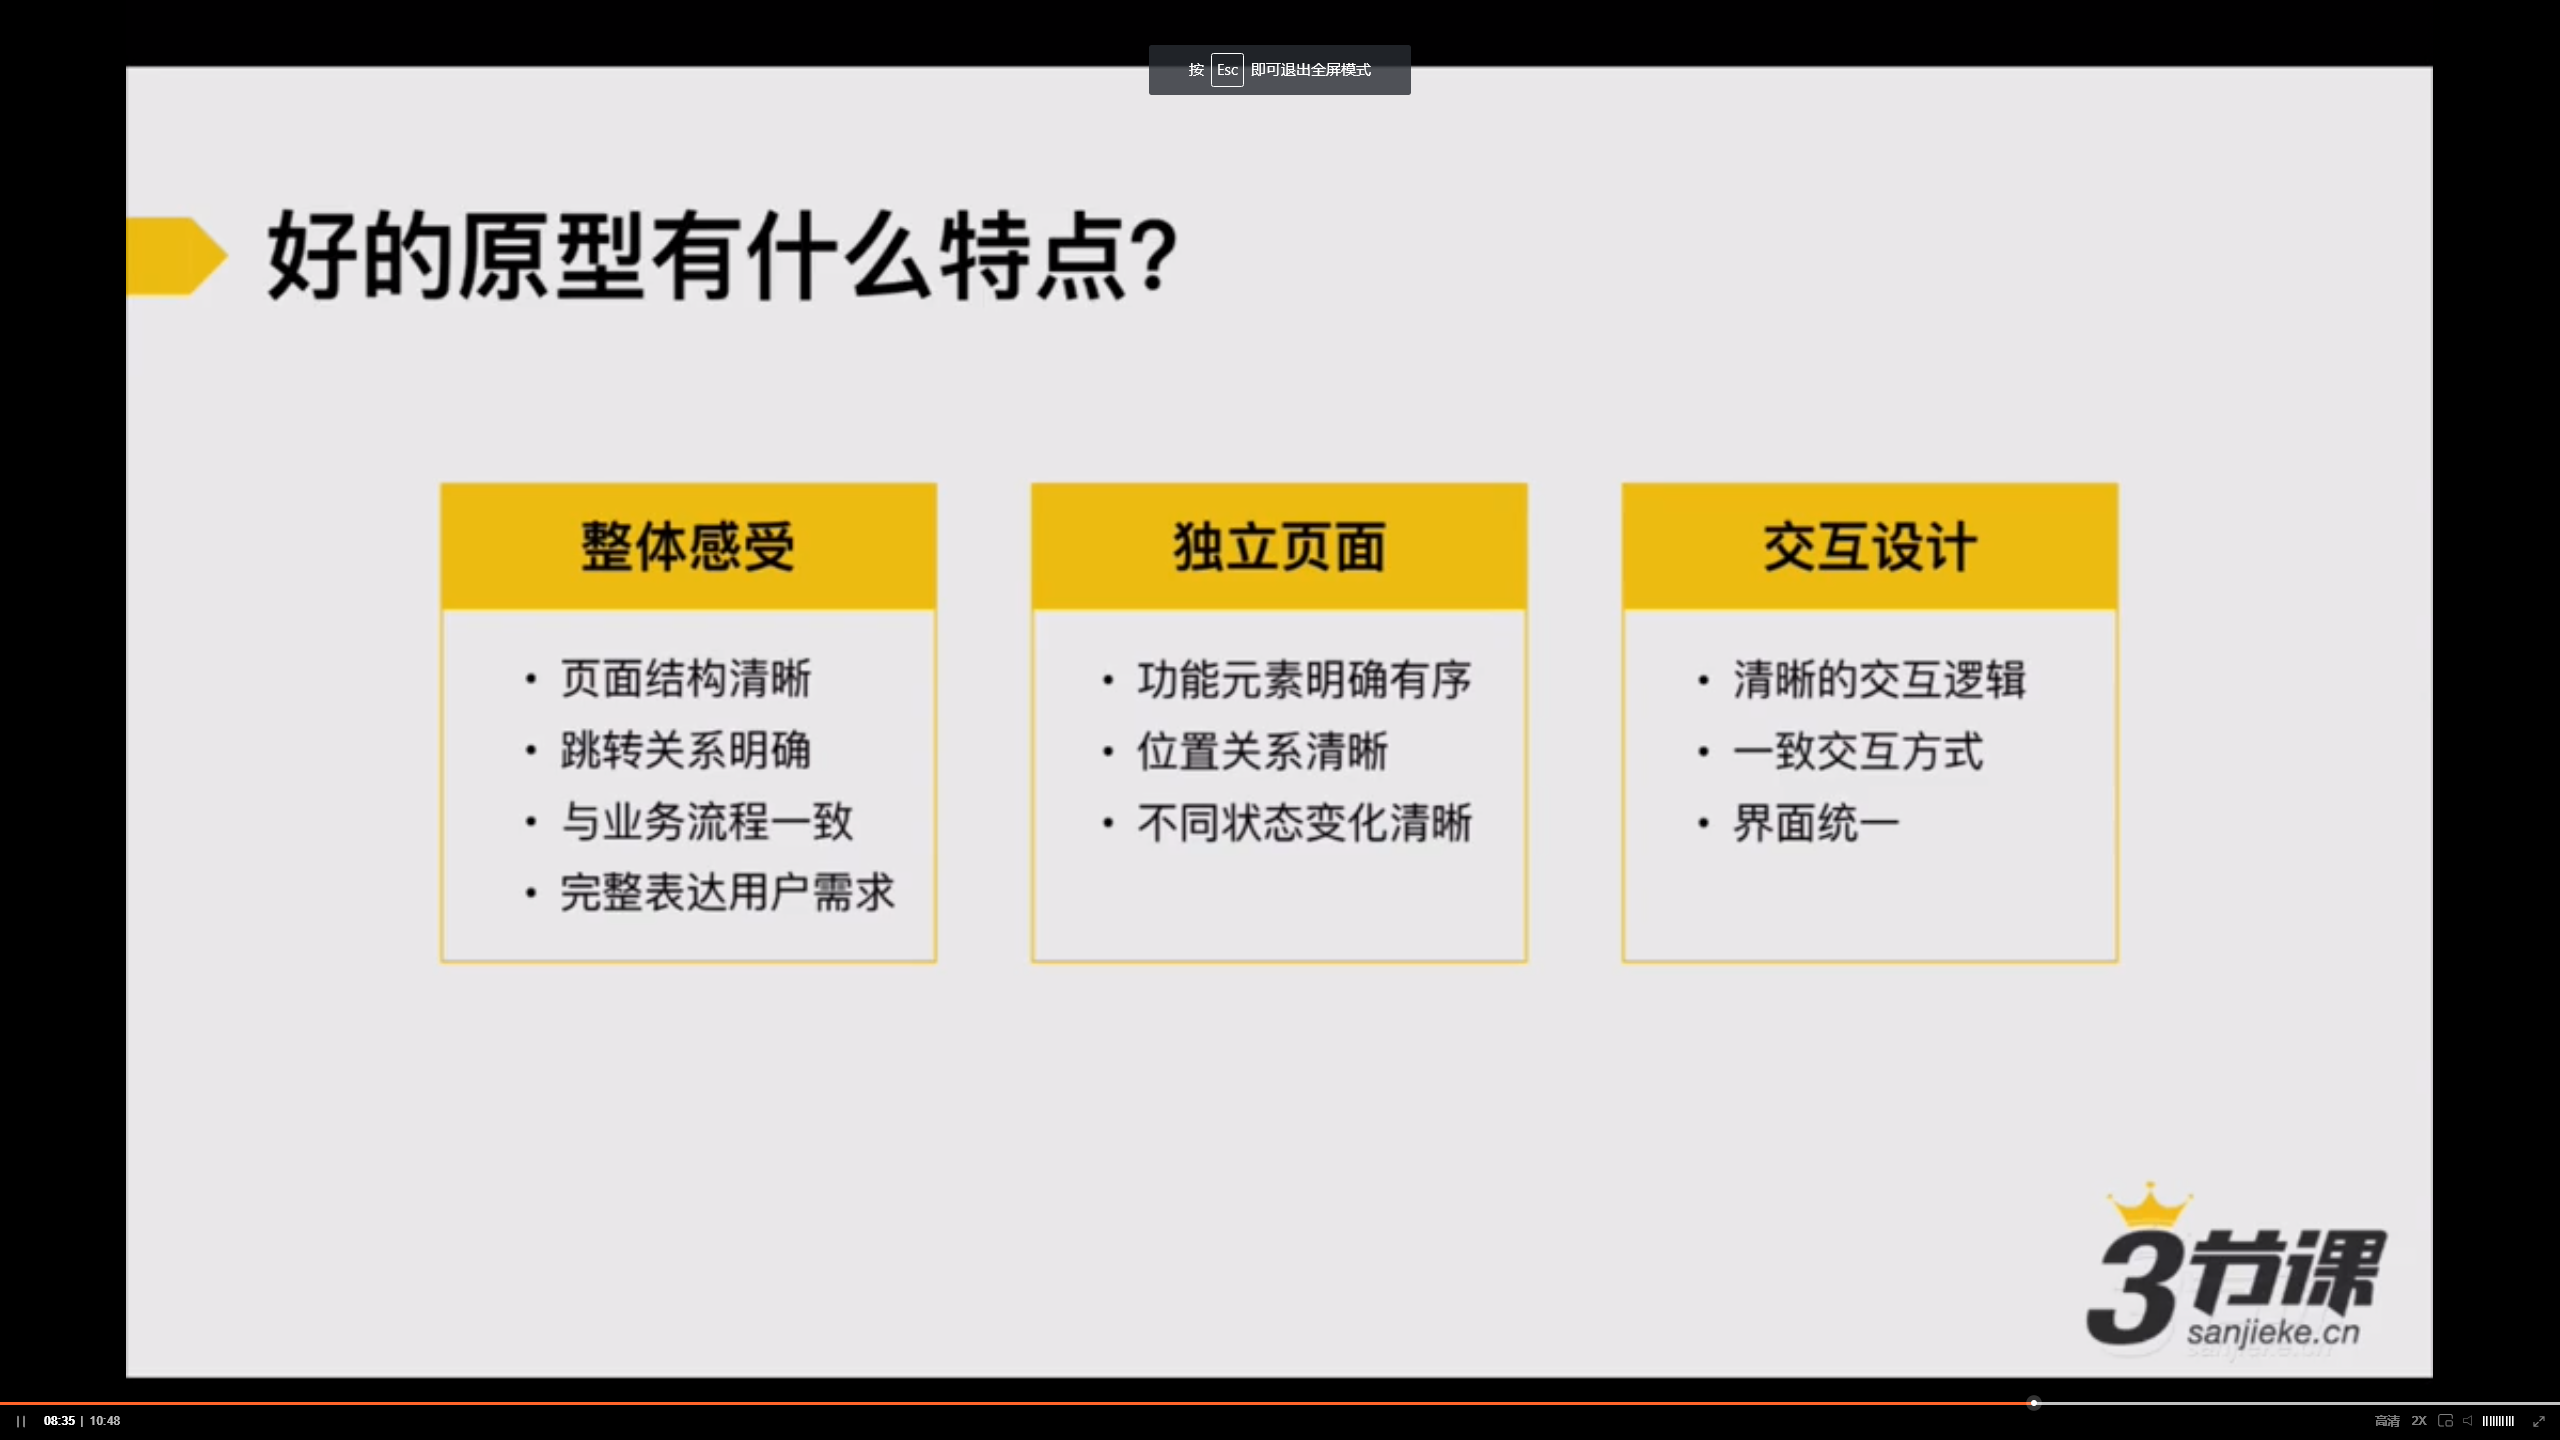 按 Esc 即可退出全屏模式
好的原型有什么特点?
整体感受
• 页面结构清晰
• 跳转关系明确
• 与业务流程一致
• 完整表达用户需求
独立页面
• 功能元素明确有序
• 位置关系清晰
• 不同状态变化清晰
交互设计
• 清晰的交互逻辑
• 一致交互方式
• 界面统一
3节课
sanjieke.cn
08:35 | 10:48
高清 2X